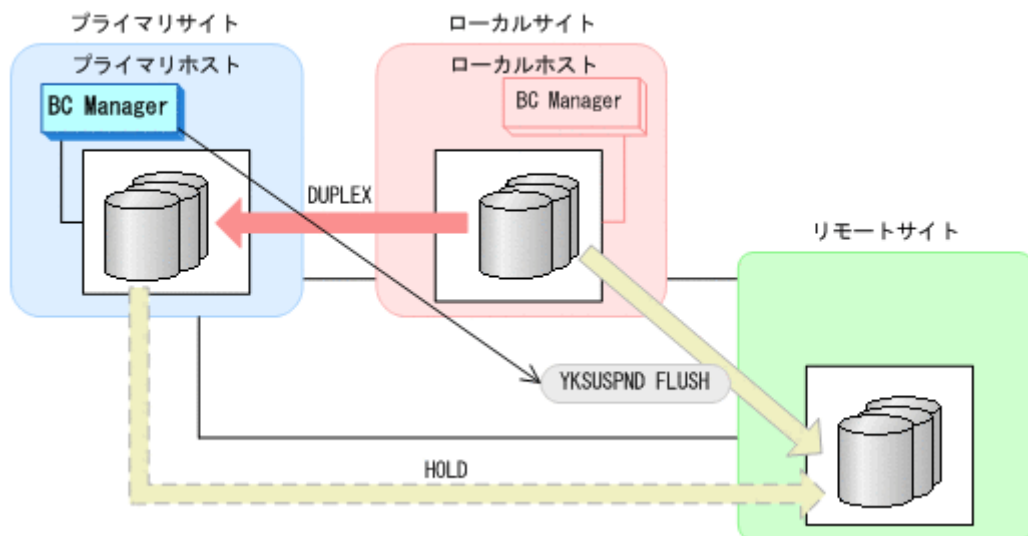 プライマリサイト
ローカルサイト
プライマリホスト
ローカルホスト
BC Manager
BC Manager
DUPLEX
リモートサイト
YKSUSPND FLUSH
HOLD